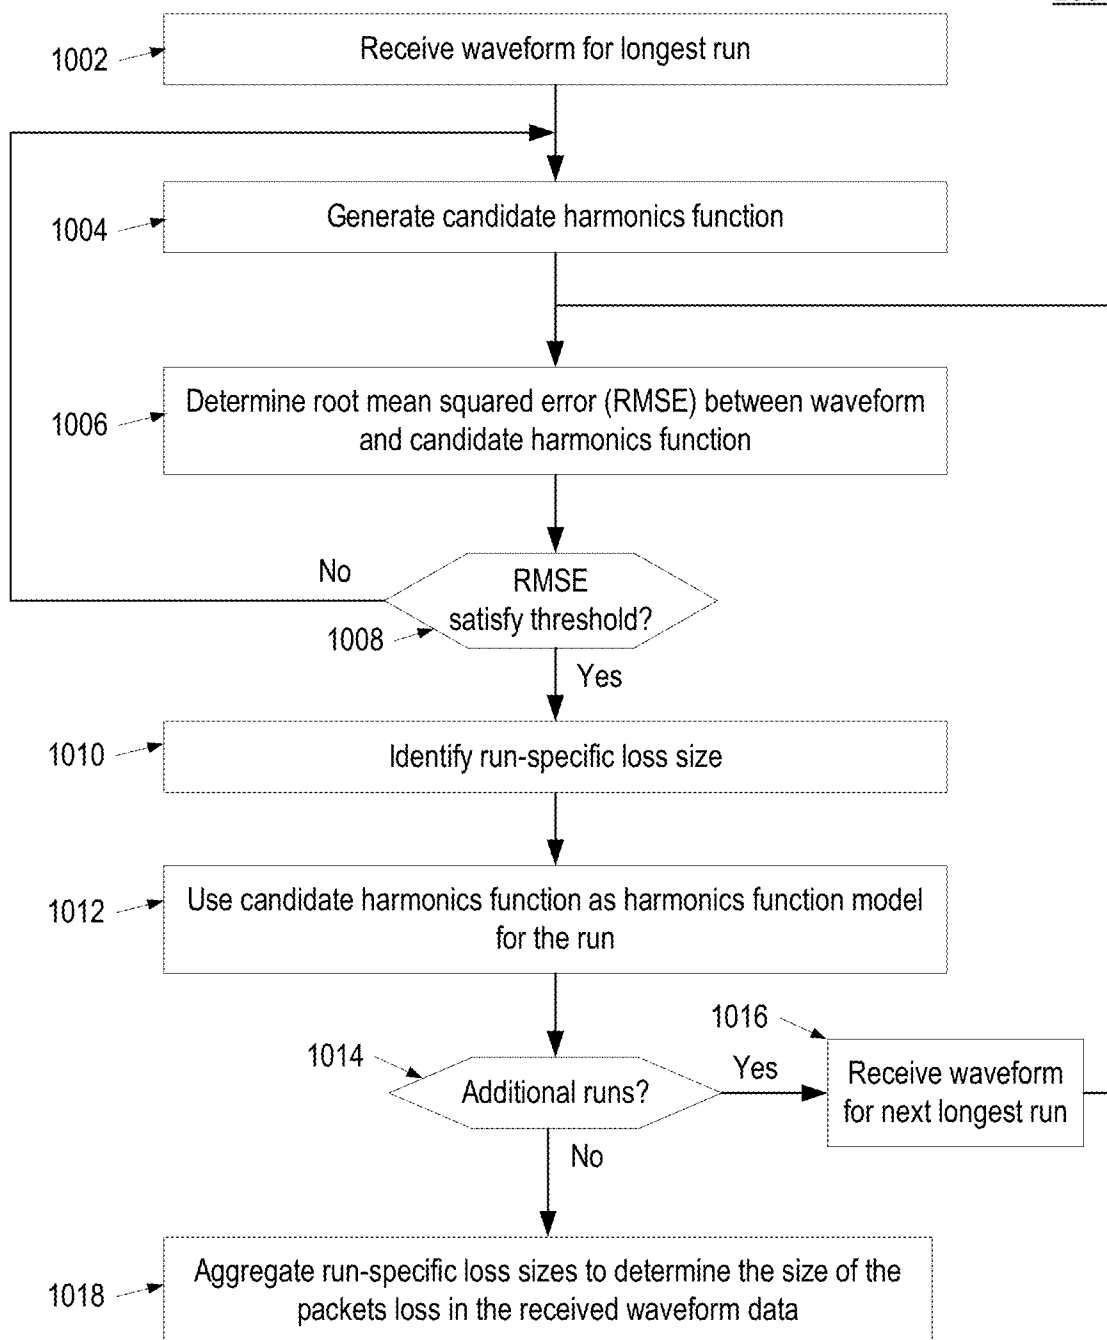 1002
Receive waveform for longest run
1004
Generate candidate harmonics function
1006
Determine root mean squared error (RMSE) between waveform
and candidate harmonics function
No
RMSE
satisfy threshold?
1008
Yes
1010
Identify run-specific loss size
1012
Use candidate harmonics function as harmonics function model
for the run
1014
Additional runs?
Yes
1016
Receive waveform
for next longest run
No
1018
Aggregate run-specific loss sizes to determine the size of the
packets loss in the received waveform data